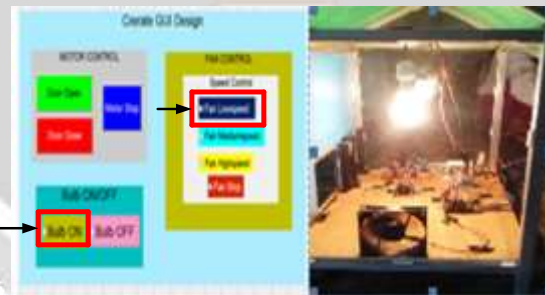 Crerate GUI Design
MOTOR CONTROL
FAN CONTROL
Speed Control
Door Open
Motor Stop
Fan Lowspeed
Door Close
Fan Mediumspeed
Fan Highspeed
Fan Stop
Bulb ON/OFF
Bulb ON
Bulb OFF